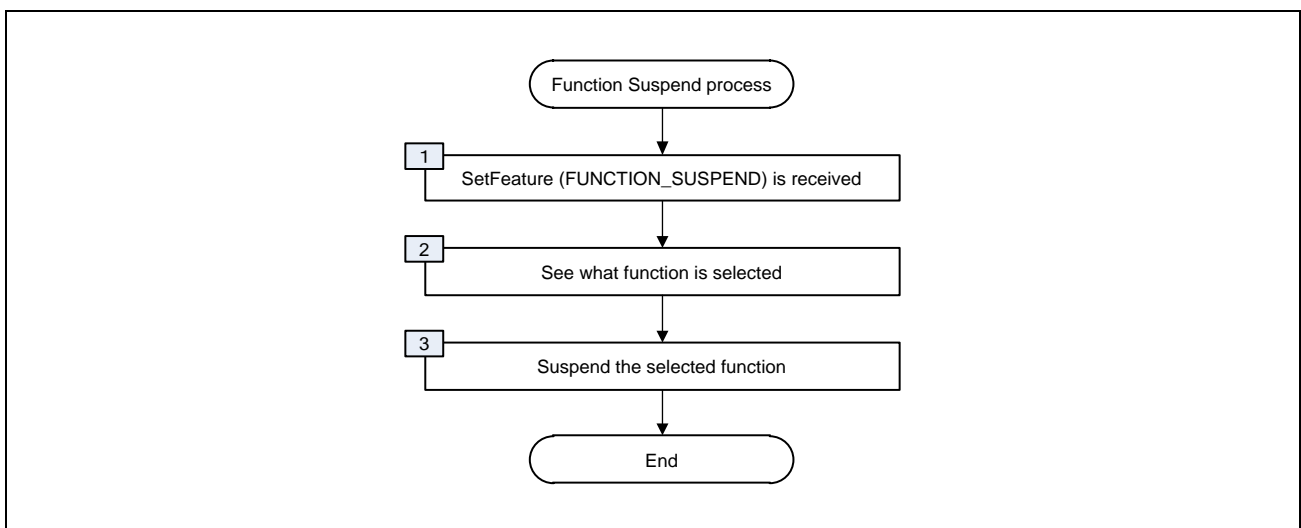 Function Suspend process
1
SetFeature (FUNCTION_SUSPEND) is received
2
See what function is selected
3
Suspend the selected function
End